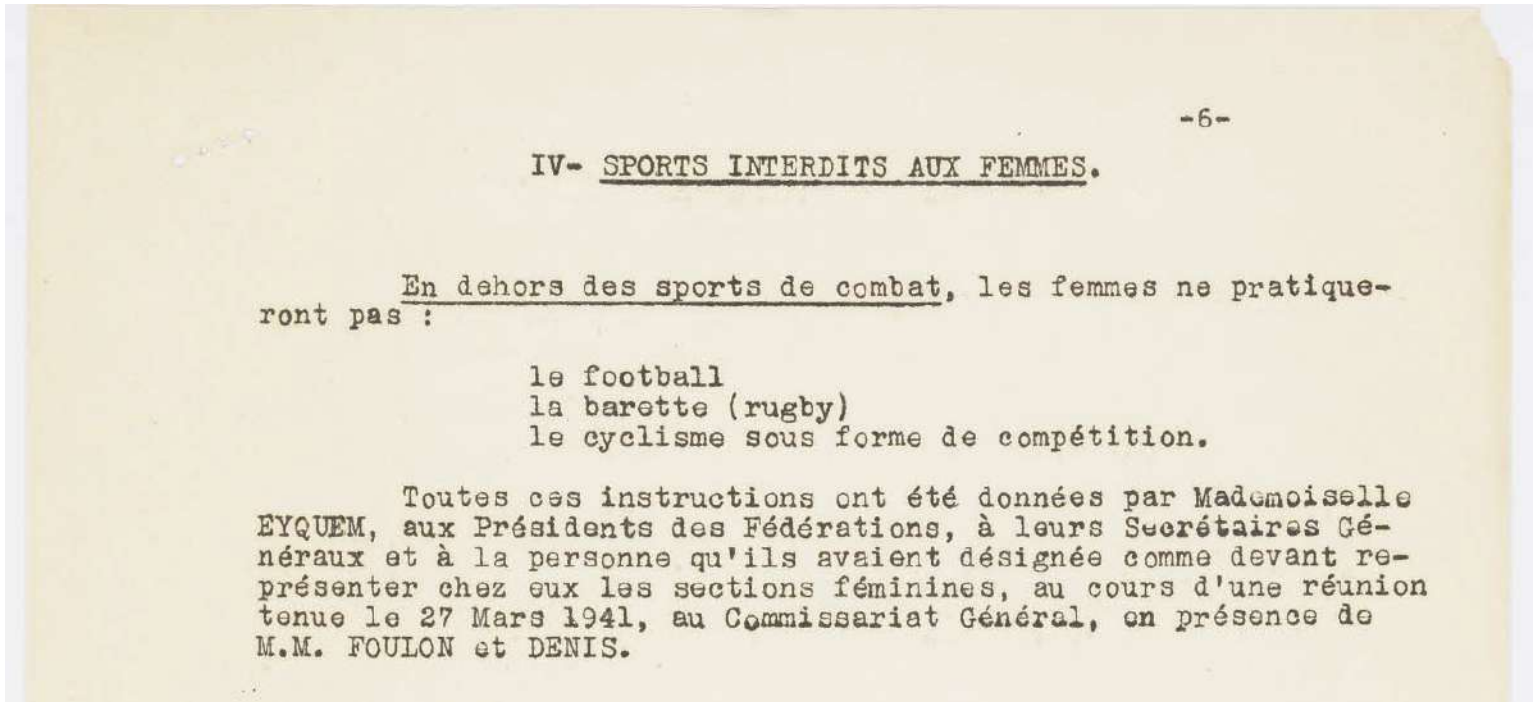 -6-
IV- SPORTS INTERDITS AUX FEMMES.
En dehors des sports de combat, les femmes ne pratique-
ront pas :
le football
la barette (rugby)
le cyclisme sous forme de compétition.
Toutes ces instructions ont été données par Mademoiselle
EYQUEM, aux Présidents des Fédérations, à leurs Secrétaires Gé-
néraux et à la personne qu'ils avaient désignée comme devant re-
présenter chez eux les sections féminines, au cours d'une réunion
tenue le 27 Mars 1941, au Commissariat Général, en présence de
M.M. FOULON et DENIS.